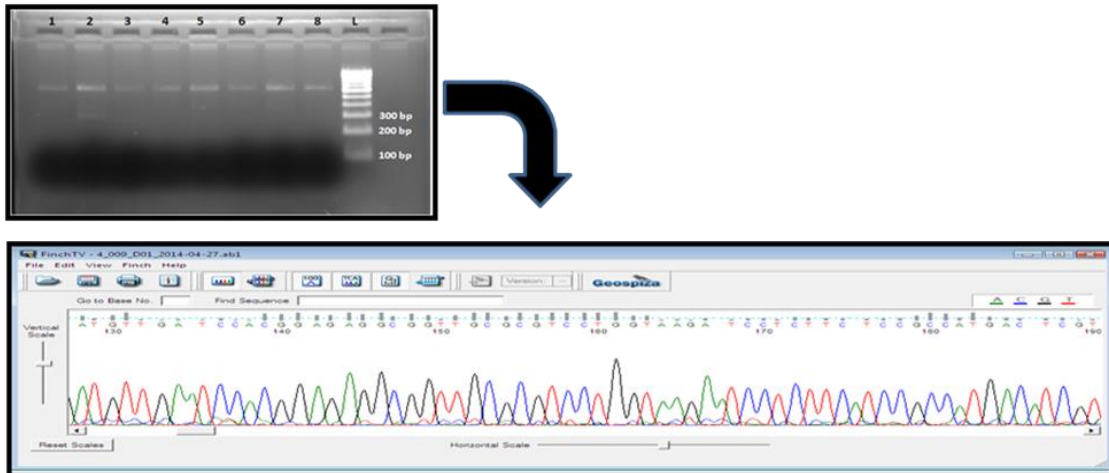 1 2 3 4 5 6 7 8 L
300 bp
200 bp
100 bp
FinchTV - 4_009_D01_2014-04-27.ab1
File Edit View Finch Help
Version: Geospiza
Go to Base No. Find Sequence A C G T
Vertical Scale
130 140 150 160 170 180 190
Reset Scales Horizontal Scale